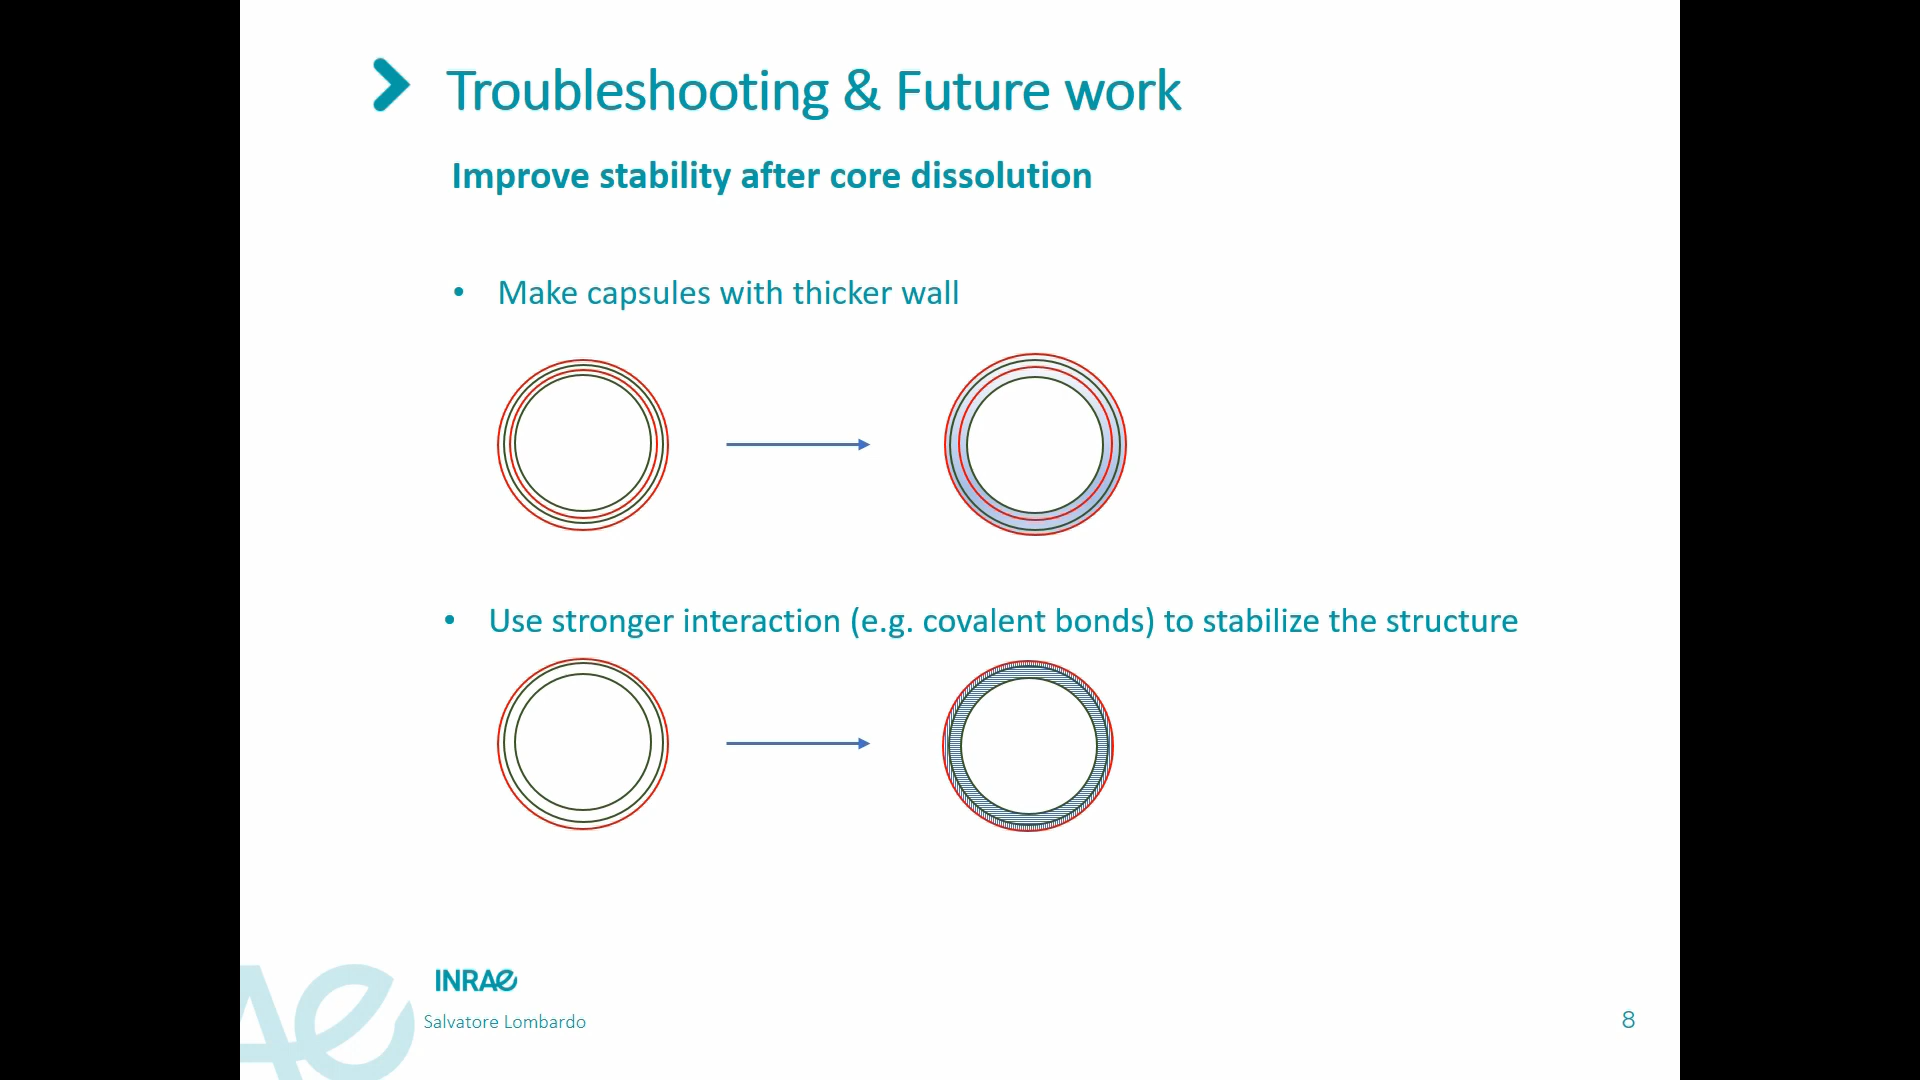 Troubleshooting & Future work
Improve stability after core dissolution
• Make capsules with thicker wall
• Use stronger interaction (e.g. covalent bonds) to stabilize the structure
INRAe
Salvatore Lombardo
8